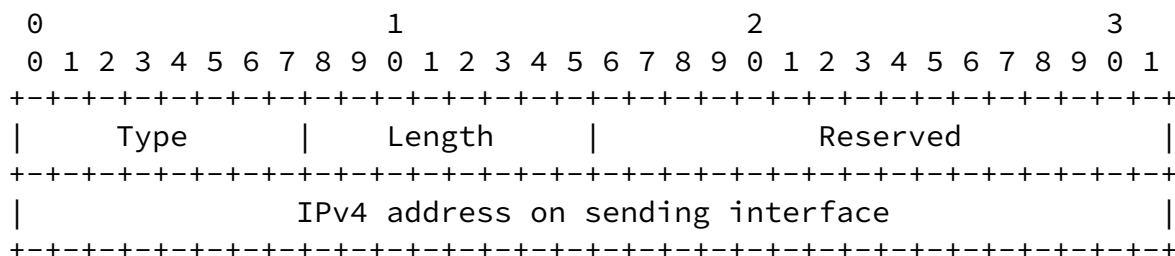 0                   1                   2                   3
0 1 2 3 4 5 6 7 8 9 0 1 2 3 4 5 6 7 8 9 0 1 2 3 4 5 6 7 8 9 0 1
+-+-+-+-+-+-+-+-+-+-+-+-+-+-+-+-+-+-+-+-+-+-+-+-+-+-+-+-+-+-+-+-+
|     Type      |    Length     |            Reserved           |
+-+-+-+-+-+-+-+-+-+-+-+-+-+-+-+-+-+-+-+-+-+-+-+-+-+-+-+-+-+-+-+-+
|               IPv4 address on sending interface               |
+-+-+-+-+-+-+-+-+-+-+-+-+-+-+-+-+-+-+-+-+-+-+-+-+-+-+-+-+-+-+-+-+